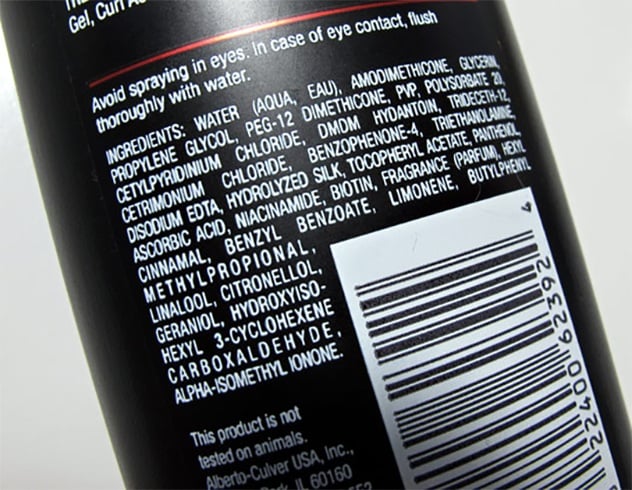 Gel, Curl
Avoid spraying in eyes. In case of eye contact, flush
thoroughly with water.
INGREDIENTS: WATER (AQUA, EAU), AMODIMETHICONE, GLYCERIN,
PROPYLENE GLYCOL, PEG-12 DIMETHICONE, PVP, POLYSORBATE 20,
CETYLPYRIDINIUM CHLORIDE, DMDM HYDANTOIN, TRIDECETH-12,
CETRIMONIUM CHLORIDE, BENZOPHENONE-4, TRIETHANOLAMINE,
DISODIUM EDTA, HYDROLYZED SILK, TOCOPHERYL ACETATE, PANTHENOL,
ASCORBIC ACID, NIACINAMIDE, BIOTIN, FRAGRANCE (PARFUM), HEXYL
CINNAMAL, BENZYL BENZOATE, LIMONENE, BUTYLPHENYL
METHYLPROPIONAL,
LINALOOL, CITRONELLOL,
GERANIOL, HYDROXYISO-
HEXYL 3-CYCLOHEXENE
CARBOXALDEHYDE,
ALPHA-ISOMETHYL IONONE.
This product is not
tested on animals.
Alberto-Culver USA, Inc.,
Park, IL 60160
22400 62392
4